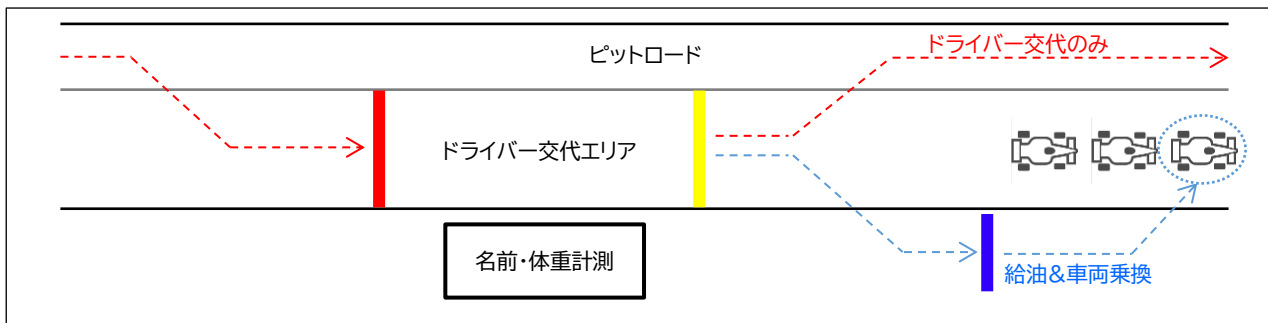 ピットロード
ドライバー交代のみ
ドライバー交代エリア
名前・体重計測
給油&車両乗換